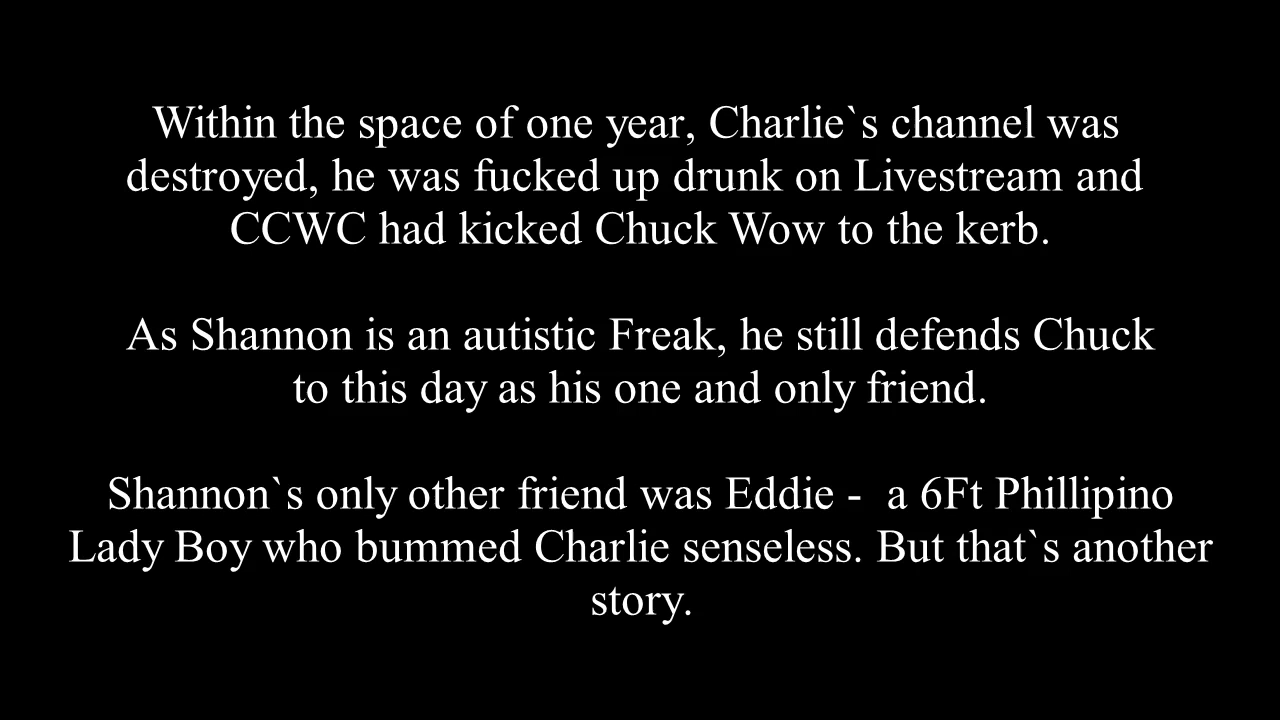 Within the space of one year, Charlie`s channel was
destroyed, he was fucked up drunk on Livestream and
CCWC had kicked Chuck Wow to the kerb.
As Shannon is an autistic Freak, he still defends Chuck
to this day as his one and only friend.
Shannon`s only other friend was Eddie -  a 6Ft Phillipino
Lady Boy who bummed Charlie senseless. But that`s another
story.